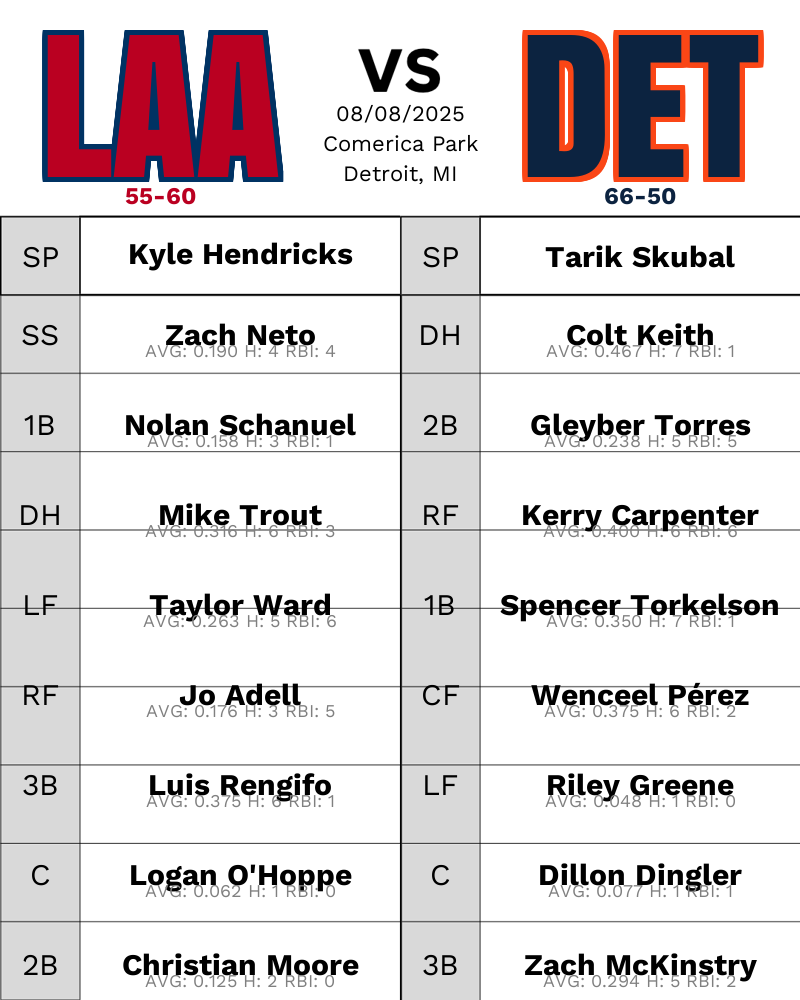 LAA
VS
DET
08/08/2025
Comerica Park
Detroit, MI
55-60
66-50
SP
Kyle Hendricks
SP
Tarik Skubal
SS
Zach Neto
AVG: 0.190 H: 4 RBI: 4
DH
Colt Keith
AVG: 0.467 H: 7 RBI: 1
1B
Nolan Schanuel
AVG: 0.158 H: 3 RBI: 1
2B
Gleyber Torres
AVG: 0.238 H: 5 RBI: 5
DH
Mike Trout
AVG: 0.316 H: 6 RBI: 3
RF
Kerry Carpenter
AVG: 0.400 H: 6 RBI: 6
LF
Taylor Ward
AVG: 0.263 H: 5 RBI: 6
1B
Spencer Torkelson
AVG: 0.350 H: 7 RBI: 1
RF
Jo Adell
AVG: 0.176 H: 3 RBI: 5
CF
Wenceel Pérez
AVG: 0.375 H: 6 RBI: 2
3B
Luis Rengifo
AVG: 0.375 H: 6 RBI: 1
LF
Riley Greene
AVG: 0.048 H: 1 RBI: 0
C
Logan O'Hoppe
AVG: 0.062 H: 1 RBI: 0
C
Dillon Dingler
AVG: 0.077 H: 1 RBI: 1
2B
Christian Moore
AVG: 0.125 H: 2 RBI: 0
3B
Zach McKinstry
AVG: 0.294 H: 5 RBI: 2